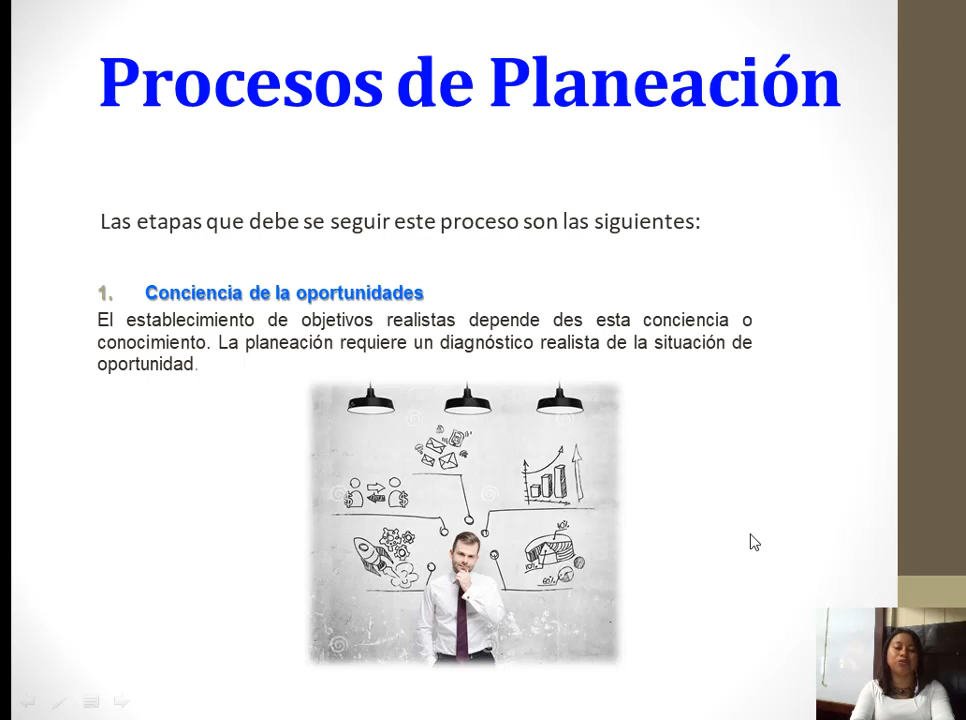 Procesos de Planeación
Las etapas que debe se seguir este proceso son las siguientes:
1. Conciencia de la oportunidades
El establecimiento de objetivos realistas depende des esta conciencia o
conocimiento. La planeación requiere un diagnóstico realista de la situación de
oportunidad.
40%
60%